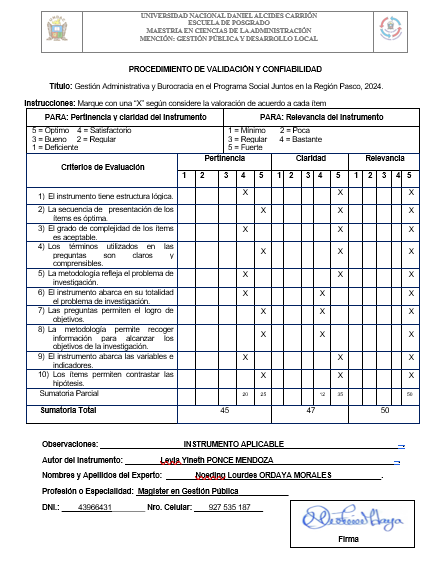 UNIVERSIDAD NACIONAL DANIEL ALCIDES CARRIÓN
ESCUELA DE POSGRADO
MAESTRIA EN CIENCIAS DE LA ADMINISTRACIÓN
MENCIÓN: GESTIÓN PÚBLICA Y DESARROLLO LOCAL
PROCEDIMIENTO DE VALIDACIÓN Y CONFIABILIDAD
Título: Gestión Administrativa y Burocracia en el Programa Social Juntos en la Región Pasco, 2024.
Instrucciones: Marque con una "X" según considere la valoración de acuerdo a cada ítem
PARA: Pertinencia y claridad del Instrumento PARA: Relevancia del Instrumento
5 = Optimo 4 = Satisfactorio 1 = Mínimo 2 = Poca
3 = Bueno 2 = Regular 3 = Regular 4 = Bastante
1 = Deficiente 5 = Fuerte
Criterios de Evaluación Pertinencia Claridad Relevancia
1 2 3 4 5 1 2 3 4 5 1 2 3 4 5
1) El instrumento tiene estructura lógica. X X X
2) La secuencia de presentación de los X X X
ítems es óptima.
3) El grado de complejidad de los ítems X X X
es aceptable.
4) Los términos utilizados en las
preguntas son claros y X X X
comprensibles.
5) La metodología refleja el problema de X X X
investigación.
6) El instrumento abarca en su totalidad X X X
el problema de investigación.
7) Las preguntas permiten el logro de X X X
objetivos.
8) La metodología permite recoger
información para alcanzar los X X X
objetivos de la investigación.
9) El instrumento abarca las variables e X X X
indicadores.
10) Los ítems permiten contrastar las X X X
hipótesis.
Sumatoria Parcial 20 25 12 35 50
Sumatoria Total 45 47 50
Observaciones: INSTRUMENTO APLICABLE
Autor del Instrumento: Leyla Yineth PONCE MENDOZA
Nombres y Apellidos del Experto: Noeding Lourdes ORDAYA MORALES
Profesión o Especialidad: Magister en Gestión Pública
DNI.: 43966431 Nro. Celular: 927 535 187
Firma